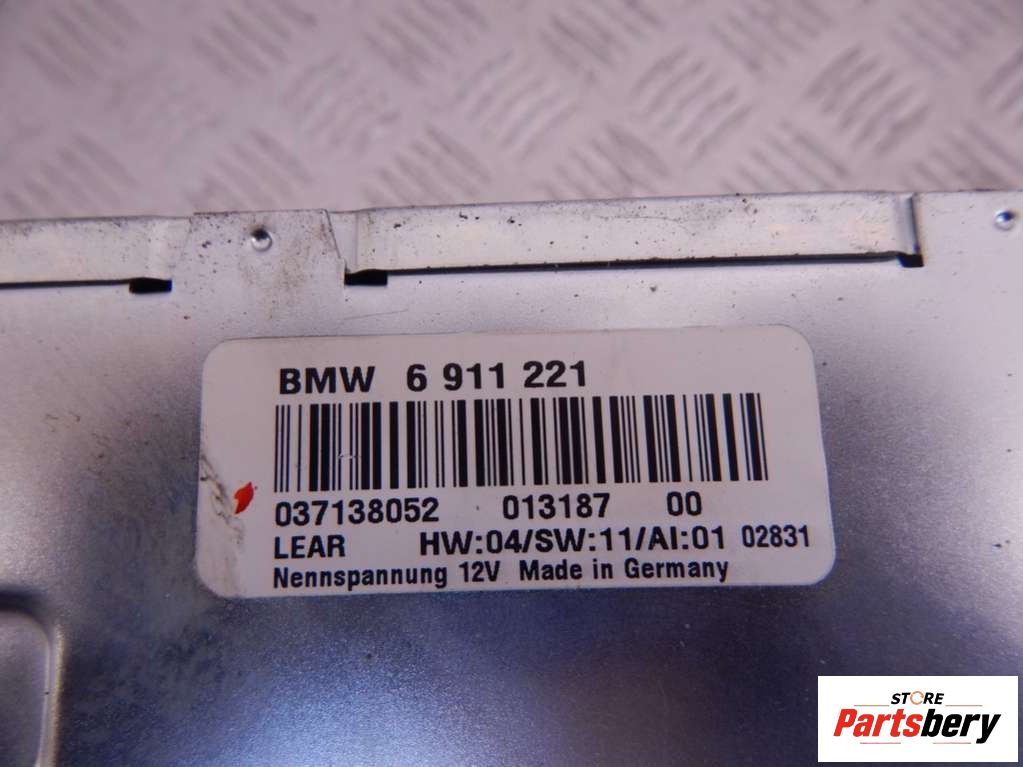 BMW 6 911 221
037138052 013187 00
LEAR HW:04/SW:11/AI:01 02831
Nennspannung 12V Made in Germany
STORE
Partsbery